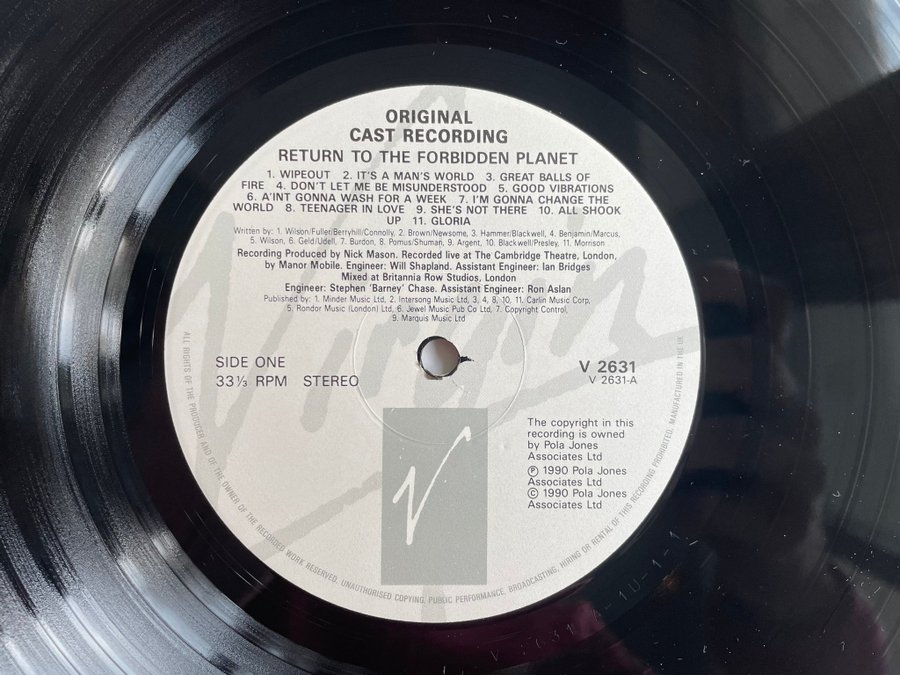 ORIGINAL
CAST RECORDING
RETURN TO THE FORBIDDEN PLANET
1. WIPEOUT 2. IT'S A MAN'S WORLD 3. GREAT BALLS OF
FIRE 4. DON'T LET ME BE MISUNDERSTOOD 5. GOOD VIBRATIONS
6. A'INT GONNA WASH FOR A WEEK 7. I'M GONNA CHANGE THE
WORLD 8. TEENAGER IN LOVE 9. SHE'S NOT THERE 10. ALL SHOOK
UP 11. GLORIA
Written by: 1. Wilson/Fuller/Berryhill/Connolly, 2. Brown/Newsome, 3. Hammer/Blackwell, 4. Benjamin/Marcus,
5. Wilson, 6. Geld/Udell, 7. Burdon, 8. Pomus/Shuman, 9. Argent, 10. Blackwell/Presley, 11. Morrison
Recording Produced by Nick Mason. Recorded live at The Cambridge Theatre, London,
by Manor Mobile. Engineer: Will Shapland. Assistant Engineer: Ian Bridges
Mixed at Britannia Row Studios, London
Engineer: Stephen 'Barney' Chase. Assistant Engineer: Ron Aslan
Published by: 1. Minder Music Ltd, 2. Intersong Music Ltd, 3, 4, 8, 10, 11. Carlin Music Corp,
5. Rondor Music (London) Ltd, 6. Jewel Music Pub Co Ltd, 7. Copyright Control,
9. Marquis Music Ltd
Virgin
SIDE ONE
33⅓ RPM STEREO
V 2631
V 2631-A
V
The copyright in this
recording is owned
by Pola Jones
Associates Ltd
Ⓟ 1990 Pola Jones
Associates Ltd
© 1990 Pola Jones
Associates Ltd
ALL RIGHTS OF THE PRODUCER AND OF THE OWNER OF THE RECORDED WORK RESERVED. UNAUTHORISED COPYING, PUBLIC PERFORMANCE, BROADCASTING, HIRING OR RENTAL OF THIS RECORDING PROHIBITED. MANUFACTURED IN THE UK.